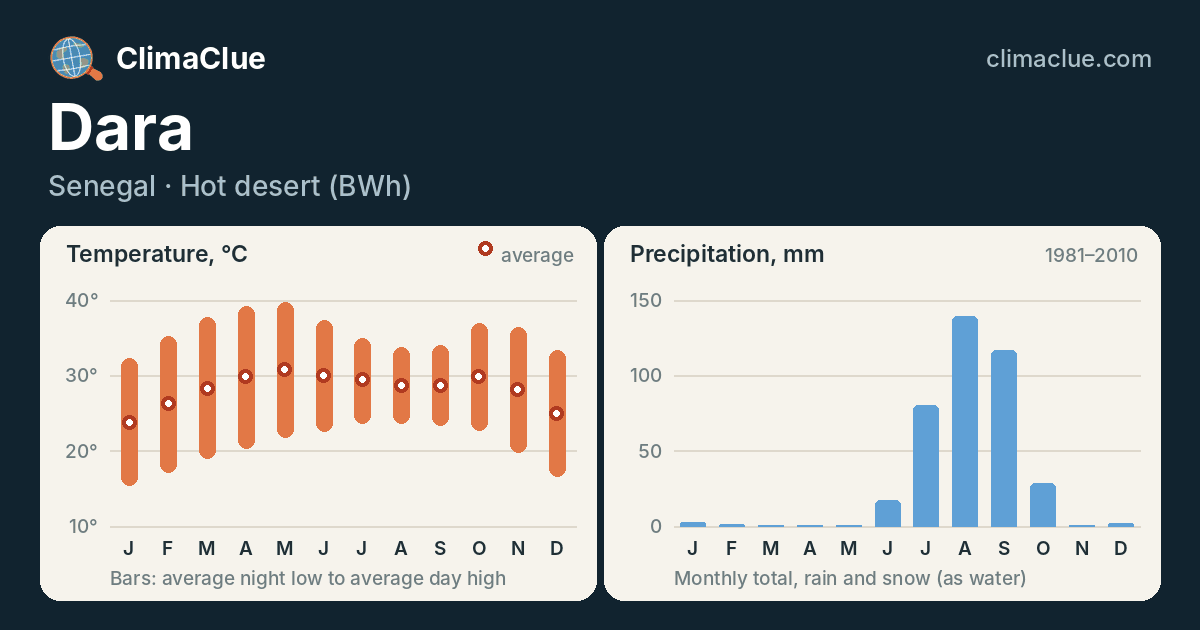 ClimaClue
climaclue.com
Dara
Senegal · Hot desert (BWh)
Temperature, °C
average
40°
30°
20°
10°
J F M A M J J A S O N D
Bars: average night low to average day high
Precipitation, mm
1981–2010
150
100
50
0
J F M A M J J A S O N D
Monthly total, rain and snow (as water)